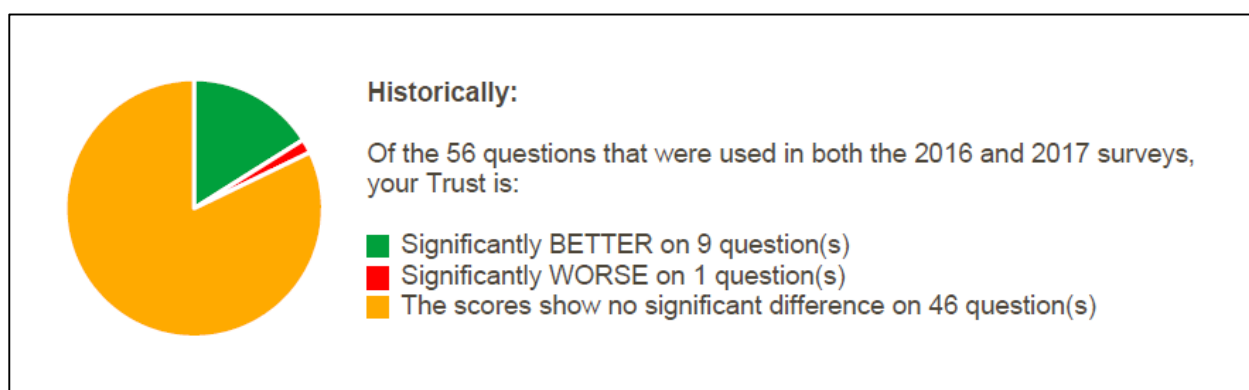 Historically:
Of the 56 questions that were used in both the 2016 and 2017 surveys,
your Trust is:
Significantly BETTER on 9 question(s)
Significantly WORSE on 1 question(s)
The scores show no significant difference on 46 question(s)